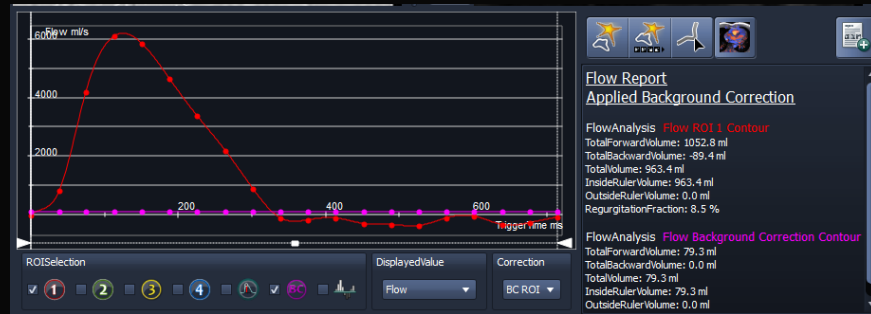 Flow ml/s
6000
4000
2000
200
400
600
TriggerTime ms
ROISelection
1
2
3
4
BC
DisplayedValue
Flow
Correction
BC ROI
Flow Report
Applied Background Correction
FlowAnalysis Flow ROI 1 Contour
TotalForwardVolume: 1052.8 ml
TotalBackwardVolume: -89.4 ml
TotalVolume: 963.4 ml
InsideRulerVolume: 963.4 ml
OutsideRulerVolume: 0.0 ml
RegurgitationFraction: 8.5 %
FlowAnalysis Flow Background Correction Contour
TotalForwardVolume: 79.3 ml
TotalBackwardVolume: 0.0 ml
TotalVolume: 79.3 ml
InsideRulerVolume: 79.3 ml
OutsideRulerVolume: 0.0 ml